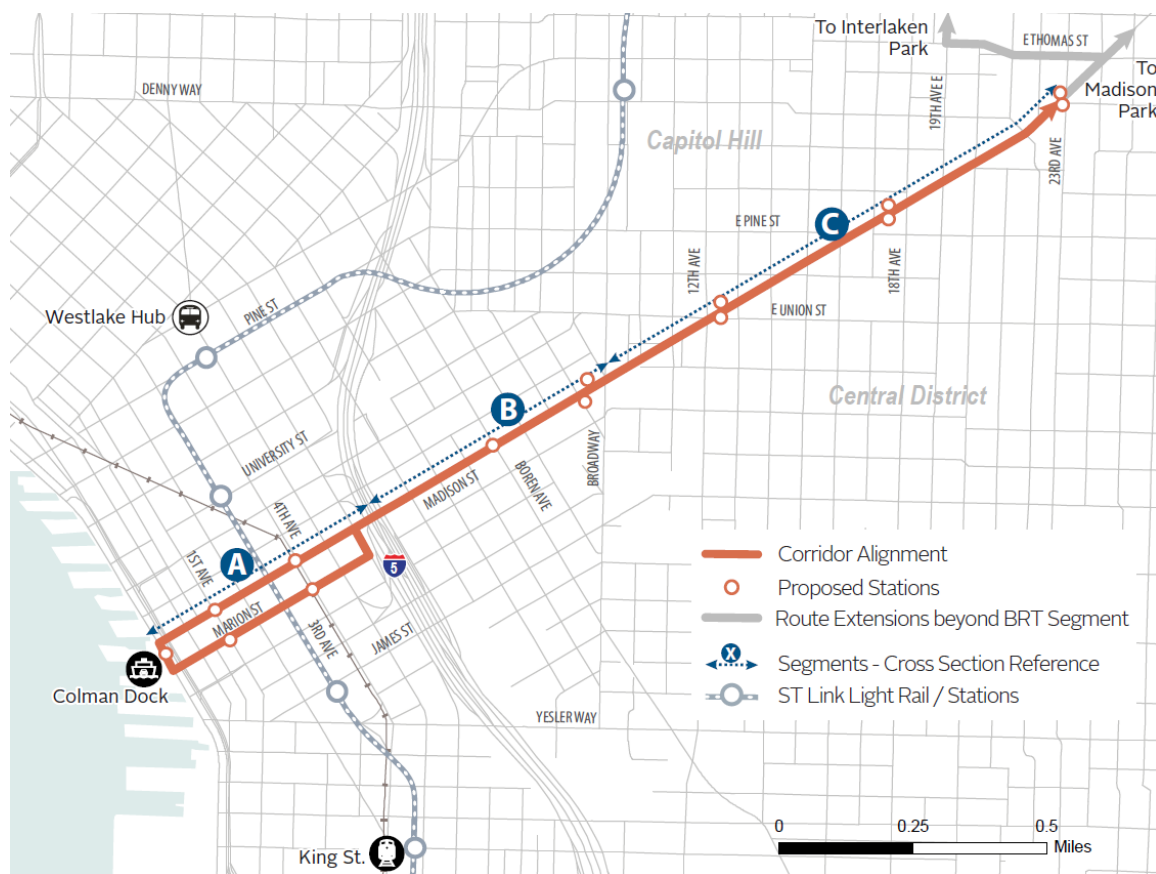 To Interlaken
Park
E THOMAS ST
To
Madison
Park
DENNY WAY
19TH AVE E
Capitol Hill
23RD AVE
C
E PINE ST
12TH AVE
18TH AVE
E UNION ST
Westlake Hub
PINE ST
Central District
B
UNIVERSITY ST
BOREN AVE
BROADWAY
MADISON ST
4TH AVE
A
1ST AVE
5
MARION ST
3RD AVE
JAMES ST
Colman Dock
YESLER WAY
King St.
Corridor Alignment
Proposed Stations
Route Extensions beyond BRT Segment
X
Segments - Cross Section Reference
ST Link Light Rail / Stations
0 0.25 0.5
Miles